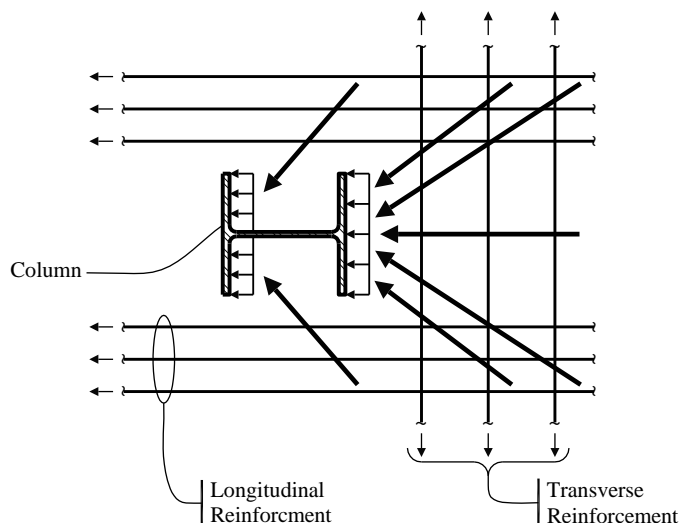 Column
Longitudinal
Reinforcment
Transverse
Reinforcement